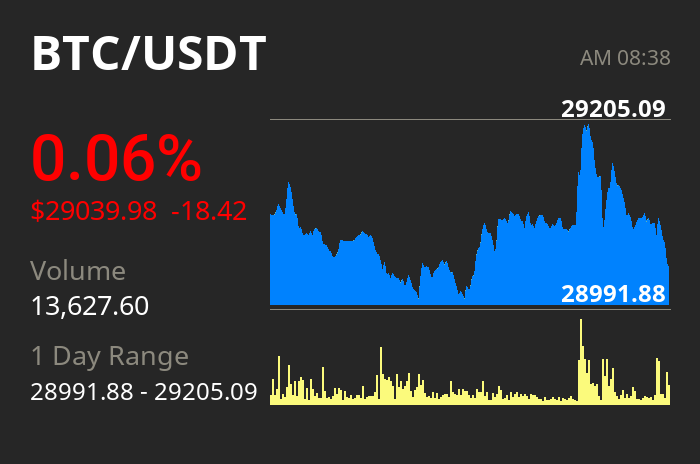 BTC/USDT
AM 08:38
29205.09
0.06%
$29039.98 -18.42
Volume
13,627.60
28991.88
1 Day Range
28991.88 - 29205.09